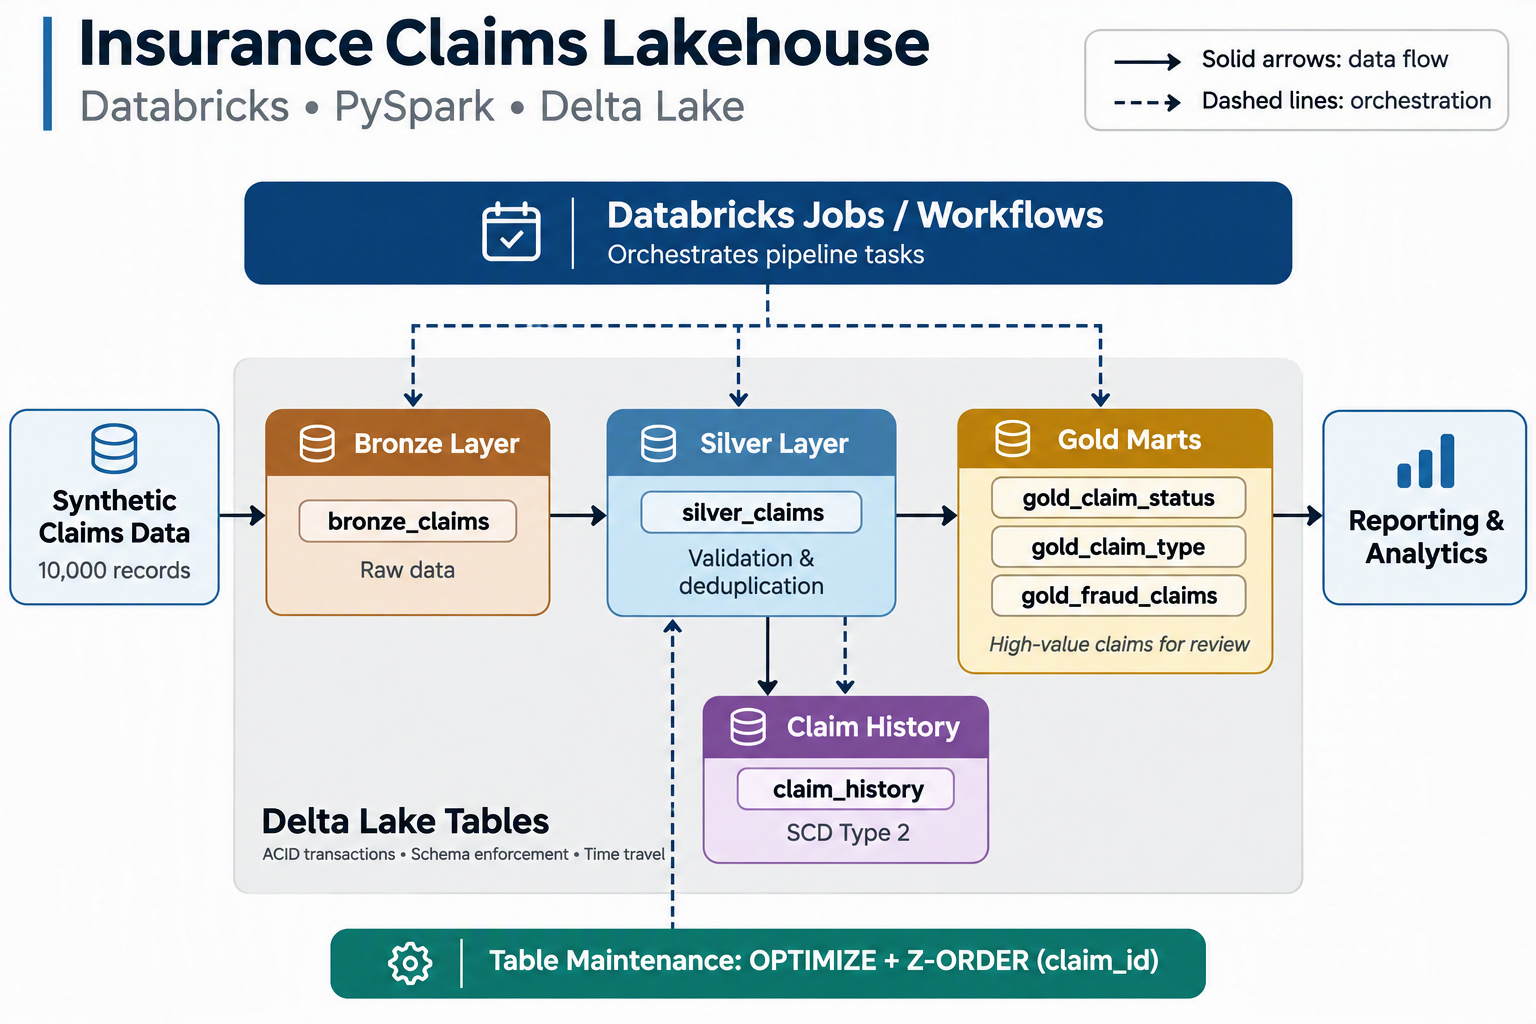 Insurance Claims Lakehouse
Databricks • PySpark • Delta Lake
Solid arrows: data flow
Dashed lines: orchestration
Databricks Jobs / Workflows
Orchestrates pipeline tasks
Synthetic
Claims Data
10,000 records
Bronze Layer
bronze_claims
Raw data
Silver Layer
silver_claims
Validation &
deduplication
Gold Marts
gold_claim_status
gold_claim_type
gold_fraud_claims
High-value claims for review
Reporting &
Analytics
Claim History
claim_history
SCD Type 2
Delta Lake Tables
ACID transactions • Schema enforcement • Time travel
Table Maintenance: OPTIMIZE + Z-ORDER (claim_id)